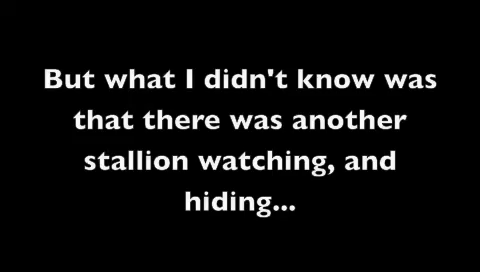 But what I didn't know was
that there was another
stallion watching, and
hiding...